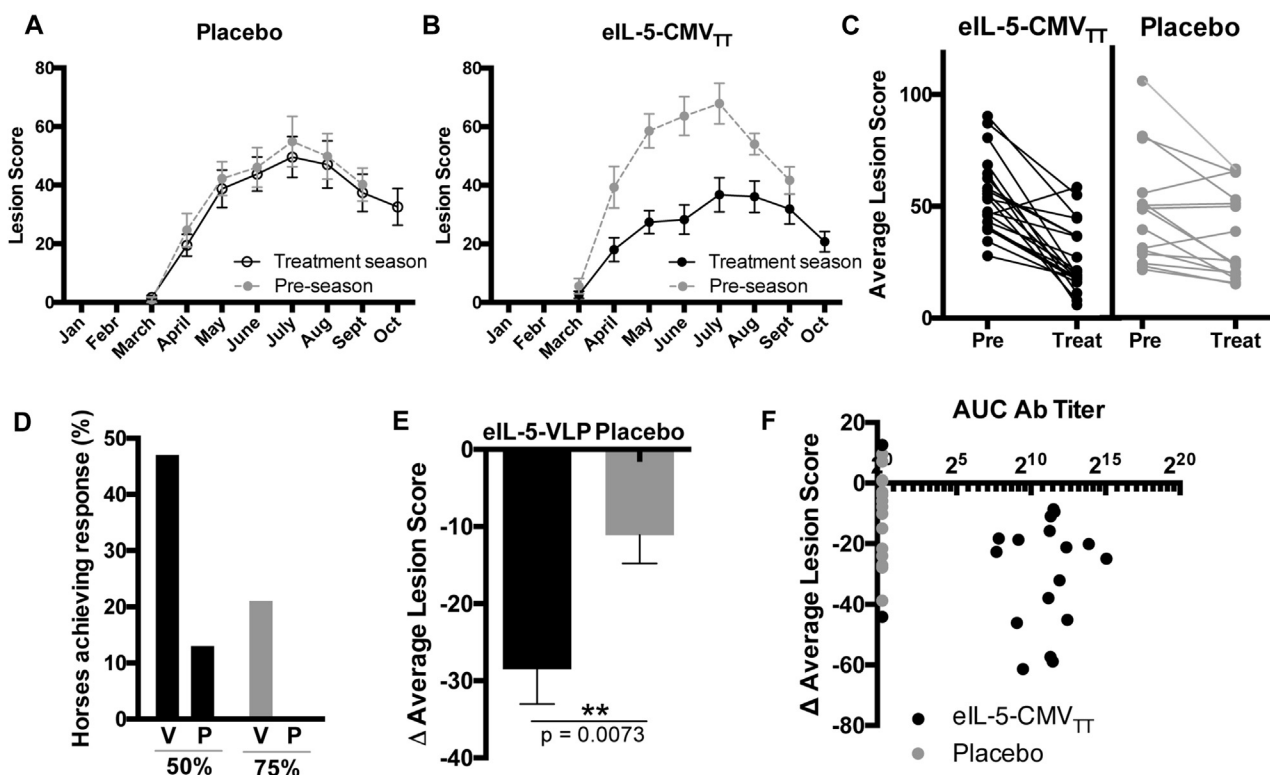 A
Placebo
Lesion Score
80
60
40
20
0
Treatment season
Pre-season
Jan
Febr
March
April
May
June
July
Aug
Sept
Oct
B
eIL-5-CMVTT
Lesion Score
80
60
40
20
0
Treatment season
Pre-season
Jan
Febr
March
April
May
June
July
Aug
Sept
Oct
C
eIL-5-CMVTT Placebo
Average Lesion Score
100
50
0
Pre Treat Pre Treat
D
Horses achieving response (%)
50
40
30
20
10
0
V P V P
50% 75%
E
eIL-5-VLP Placebo
Δ Average Lesion Score
0
-10
-20
-30
-40
**
p = 0.0073
F
AUC Ab Titer
Δ Average Lesion Score
20
0
-20
-40
-60
-80
2^0 2^5 2^10 2^15 2^20
eIL-5-CMVTT
Placebo